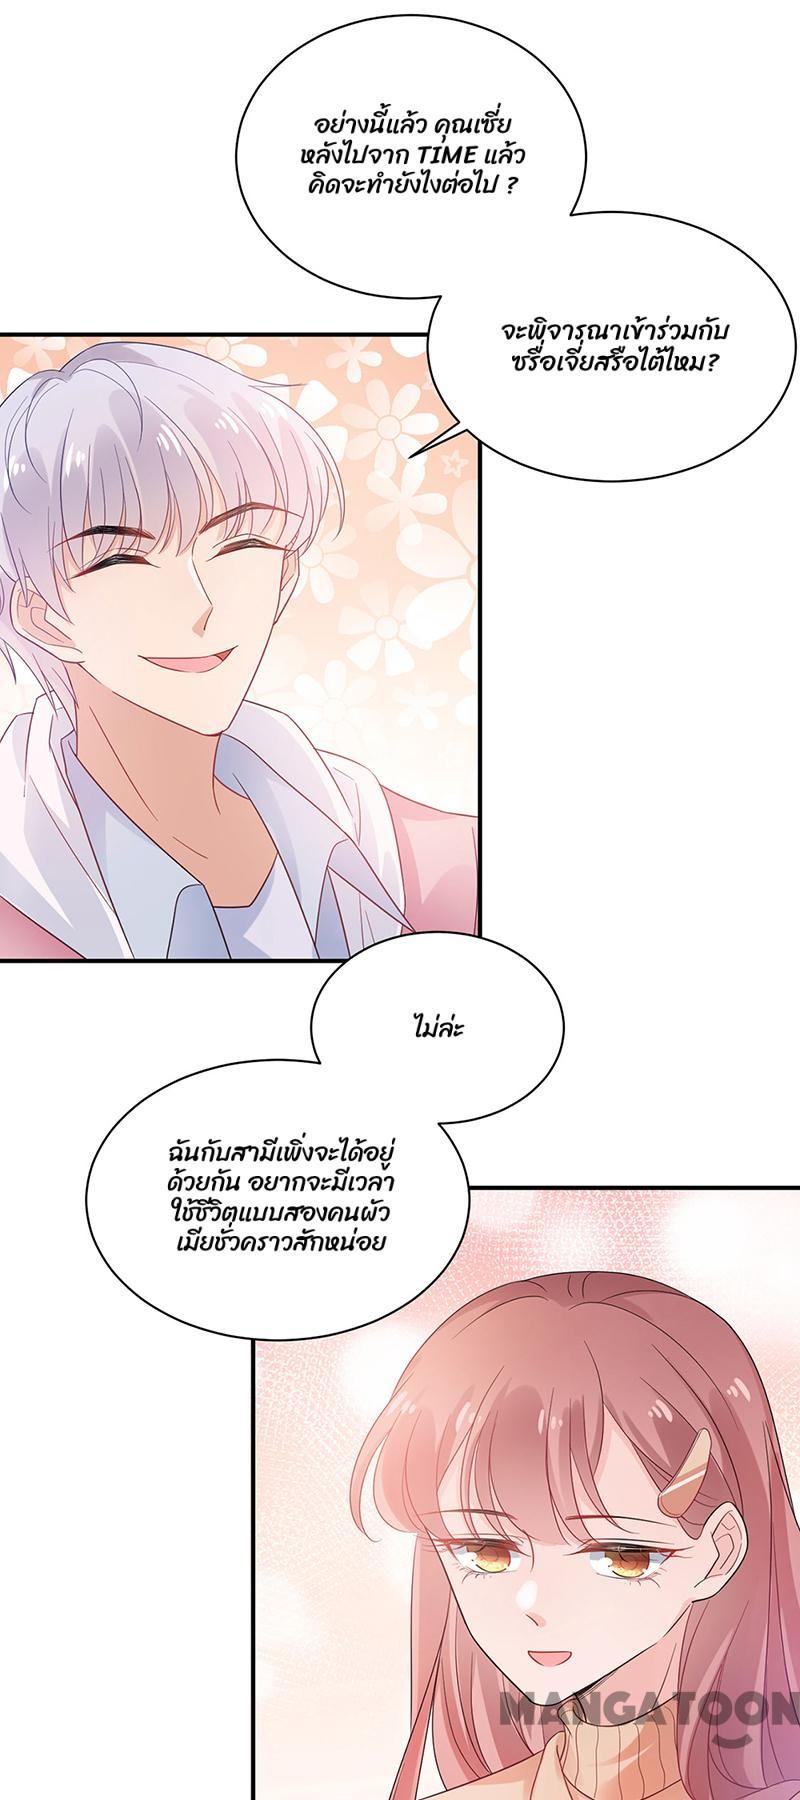 อย่างนี้แล้ว คุณเซี่ย
หลังไปจาก TIME แล้ว
คิดจะทำยังไงต่อไป ?
จะพิจารณาเข้าร่วมกับ
ซรื่อเจี๋ยสรือได้ไหม?
ไม่ล่ะ
ฉันกับสามีเพิ่งจะได้อยู่
ด้วยกัน อยากจะมีเวลา
ใช้ชีวิตแบบสองคนผัว
เมียชั่วคราวสักหน่อย
MANGATOON